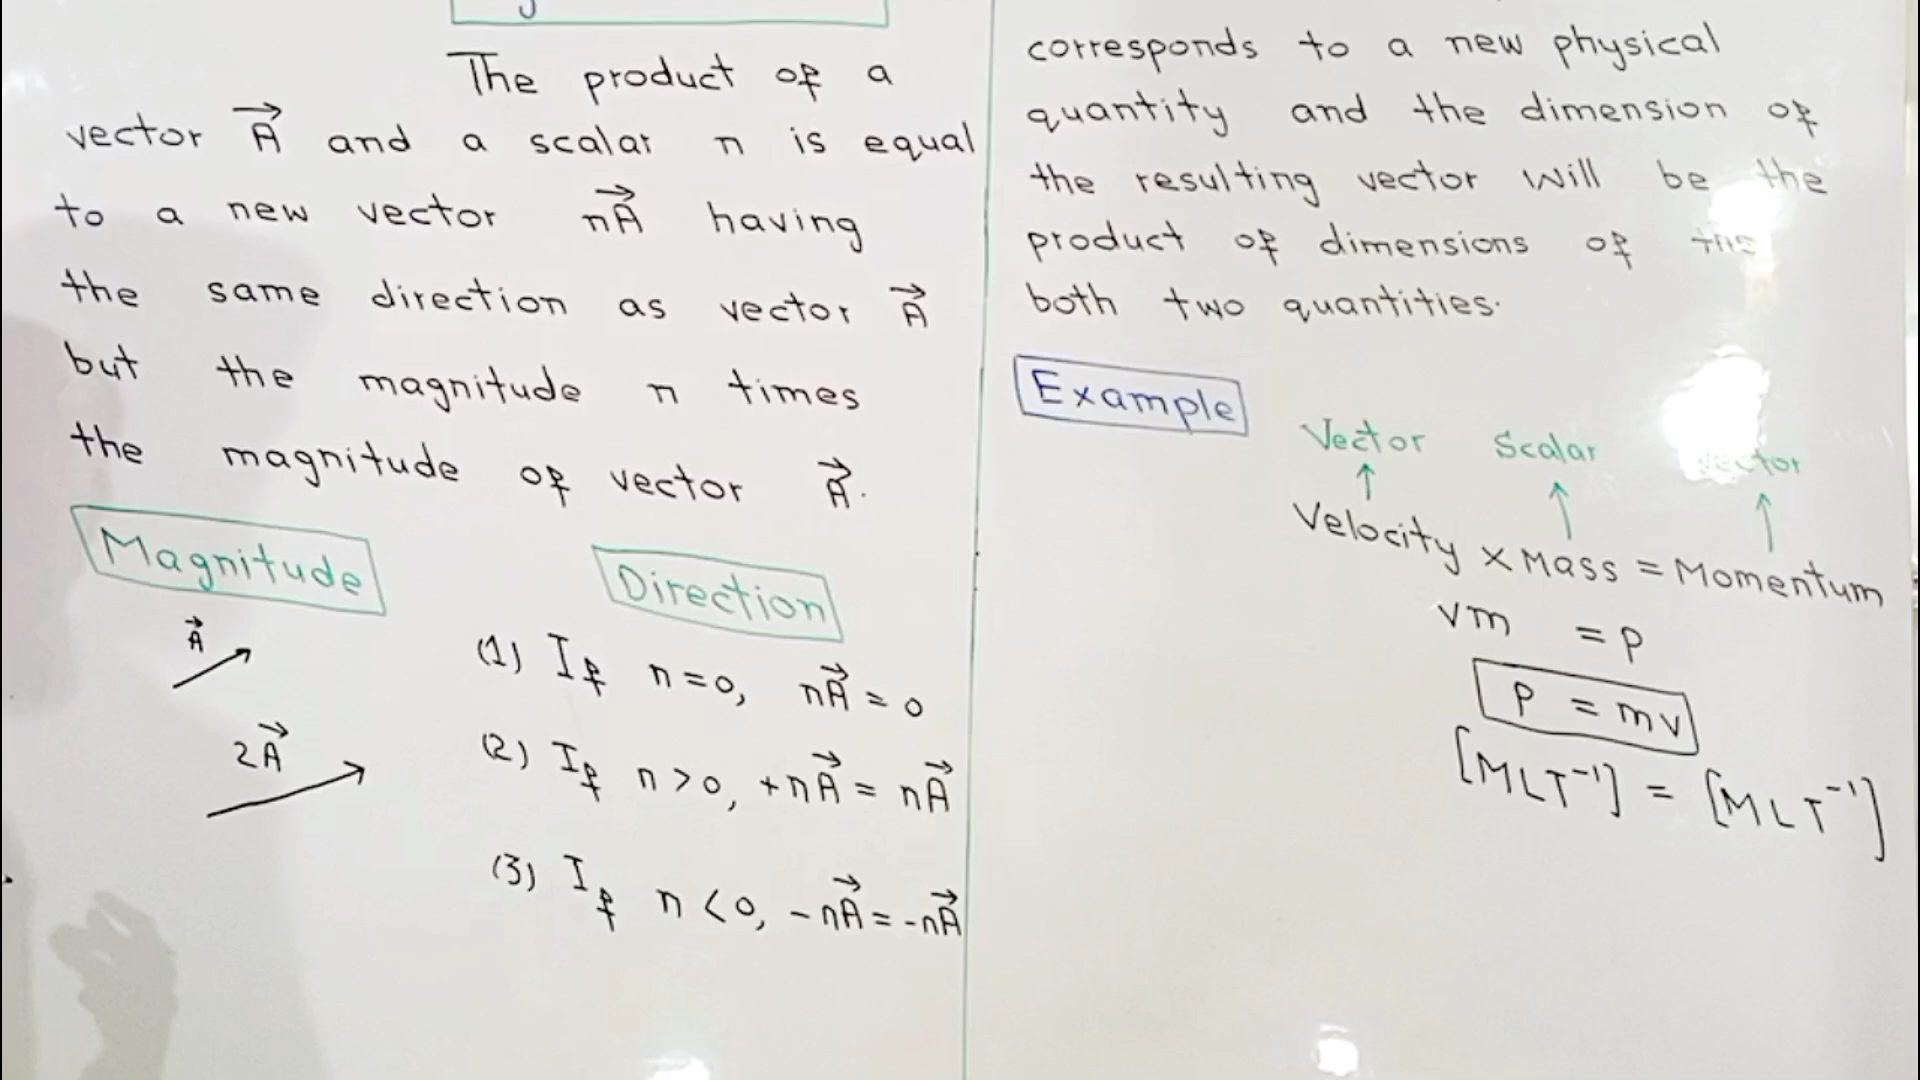 The product of a
vector A⃗ and a scalar n is equal
to a new vector nA⃗ having
the same direction as vector A⃗
but the magnitude n times
the magnitude of vector A⃗.
Magnitude
A⃗
2A⃗
Direction
(1) If n=0, nA⃗ = 0
(2) If n>0, +nA⃗ = nA⃗
(3) If n<0, -nA⃗ = -nA⃗
corresponds to a new physical
quantity and the dimension of
the resulting vector will be the
product of dimensions of the
both two quantities.
Example
Vector Scalar Vector
↑ ↑ ↑
Velocity × Mass = Momentum
vm = p
P = mv
[MLT⁻¹] = [MLT⁻¹]